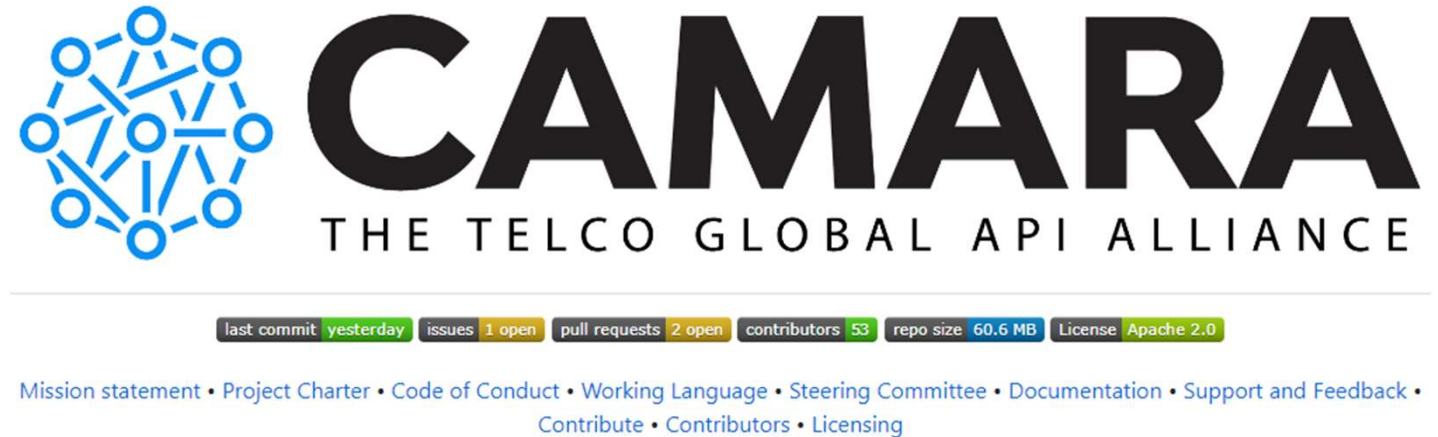 CAMARA
THE TELCO GLOBAL API ALLIANCE
last commit yesterday issues 1 open pull requests 2 open contributors 53 repo size 60.6 MB License Apache 2.0
Mission statement • Project Charter • Code of Conduct • Working Language • Steering Committee • Documentation • Support and Feedback •
Contribute • Contributors • Licensing